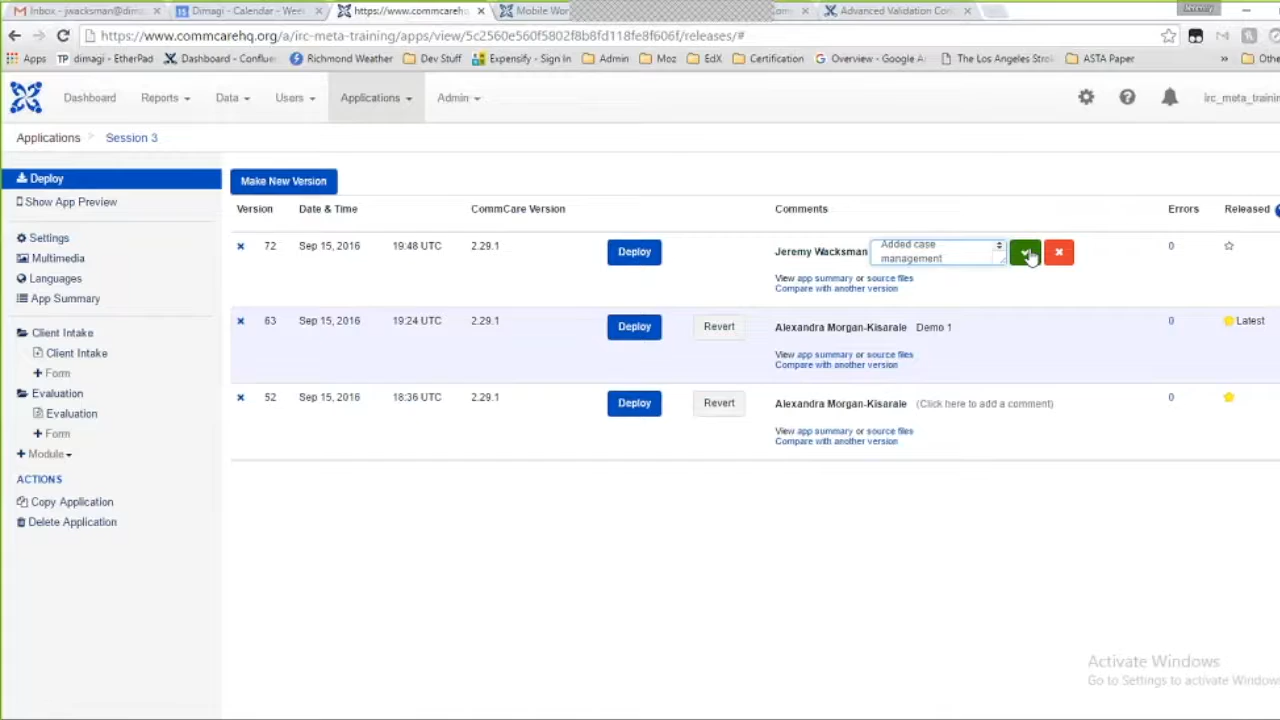 Inbox - jwacksman@dim
Dimagi - Calendar - Wee
https://www.commcareh
Mobile Wor
Advanced Validation Co
https://www.commcarehq.org/a/irc-meta-training/apps/view/5c2560e560f5802f8b8fd118fe8f606f/releases/#
Apps
TP dimagi - EtherPad
Dashboard - Conflue
Richmond Weather
Dev Stuff
Expensify - Sign In
Admin
Moz
EdX
Certification
Overview - Google A
The Los Angeles Stro
ASTA Paper
»
Othe
Dashboard
Reports
Data
Users
Applications
Admin
irc_meta_trainin
Applications > Session 3
Deploy
Show App Preview
Settings
Multimedia
Languages
App Summary
Client Intake
Client Intake
+ Form
Evaluation
Evaluation
+ Form
+ Module
ACTIONS
Copy Application
Delete Application
Make New Version
Version Date & Time CommCare Version Comments Errors Released
72 Sep 15, 2016 19:48 UTC 2.29.1 Deploy Jeremy Wacksman Added case 0
management
View app summary or source files
Compare with another version
63 Sep 15, 2016 19:24 UTC 2.29.1 Deploy Revert Alexandra Morgan-Kisarale Demo 1 0 Latest
View app summary or source files
Compare with another version
52 Sep 15, 2016 18:36 UTC 2.29.1 Deploy Revert Alexandra Morgan-Kisarale (Click here to add a comment) 0
View app summary or source files
Compare with another version
Activate Windows
Go to Settings to activate Windows